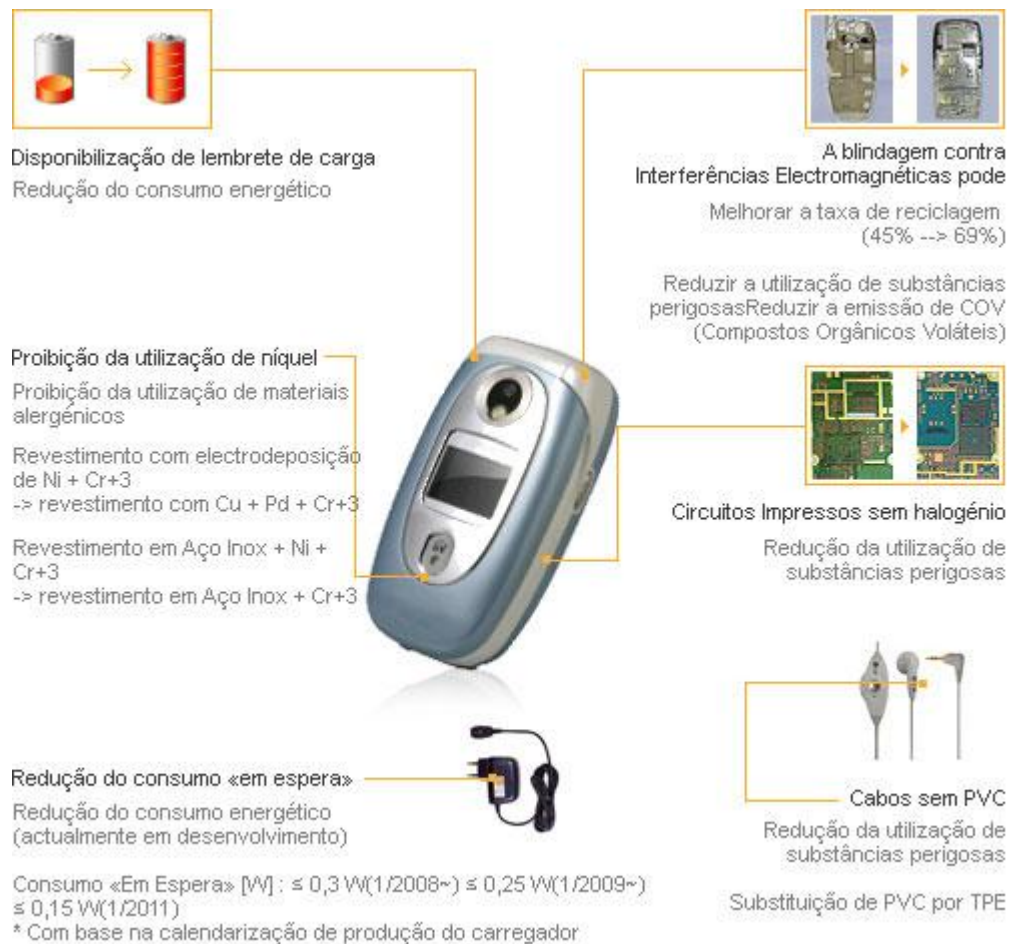 Disponibilização de lembrete de carga
Redução do consumo energético
A blindagem contra
Interferências Electromagnéticas pode
Melhorar a taxa de reciclagem
(45% --> 69%)
Reduzir a utilização de substâncias
perigosasReduzir a emissão de COV
(Compostos Orgânicos Voláteis)
Proibição da utilização de níquel
Proibição da utilização de materiais
alergénicos
Revestimento com electrodeposição
de Ni + Cr+3
-> revestimento com Cu + Pd + Cr+3
Revestimento em Aço Inox + Ni +
Cr+3
-> revestimento em Aço Inox + Cr+3
Circuitos Impressos sem halogénio
Redução da utilização de
substâncias perigosas
Redução do consumo «em espera»
Redução do consumo energético
(actualmente em desenvolvimento)
Consumo «Em Espera» [W] : ≤ 0,3 W(1/2008~) ≤ 0,25 W(1/2009~)
≤ 0,15 W(1/2011)
* Com base na calendarização de produção do carregador
Cabos sem PVC
Redução da utilização de
substâncias perigosas
Substituição de PVC por TPE